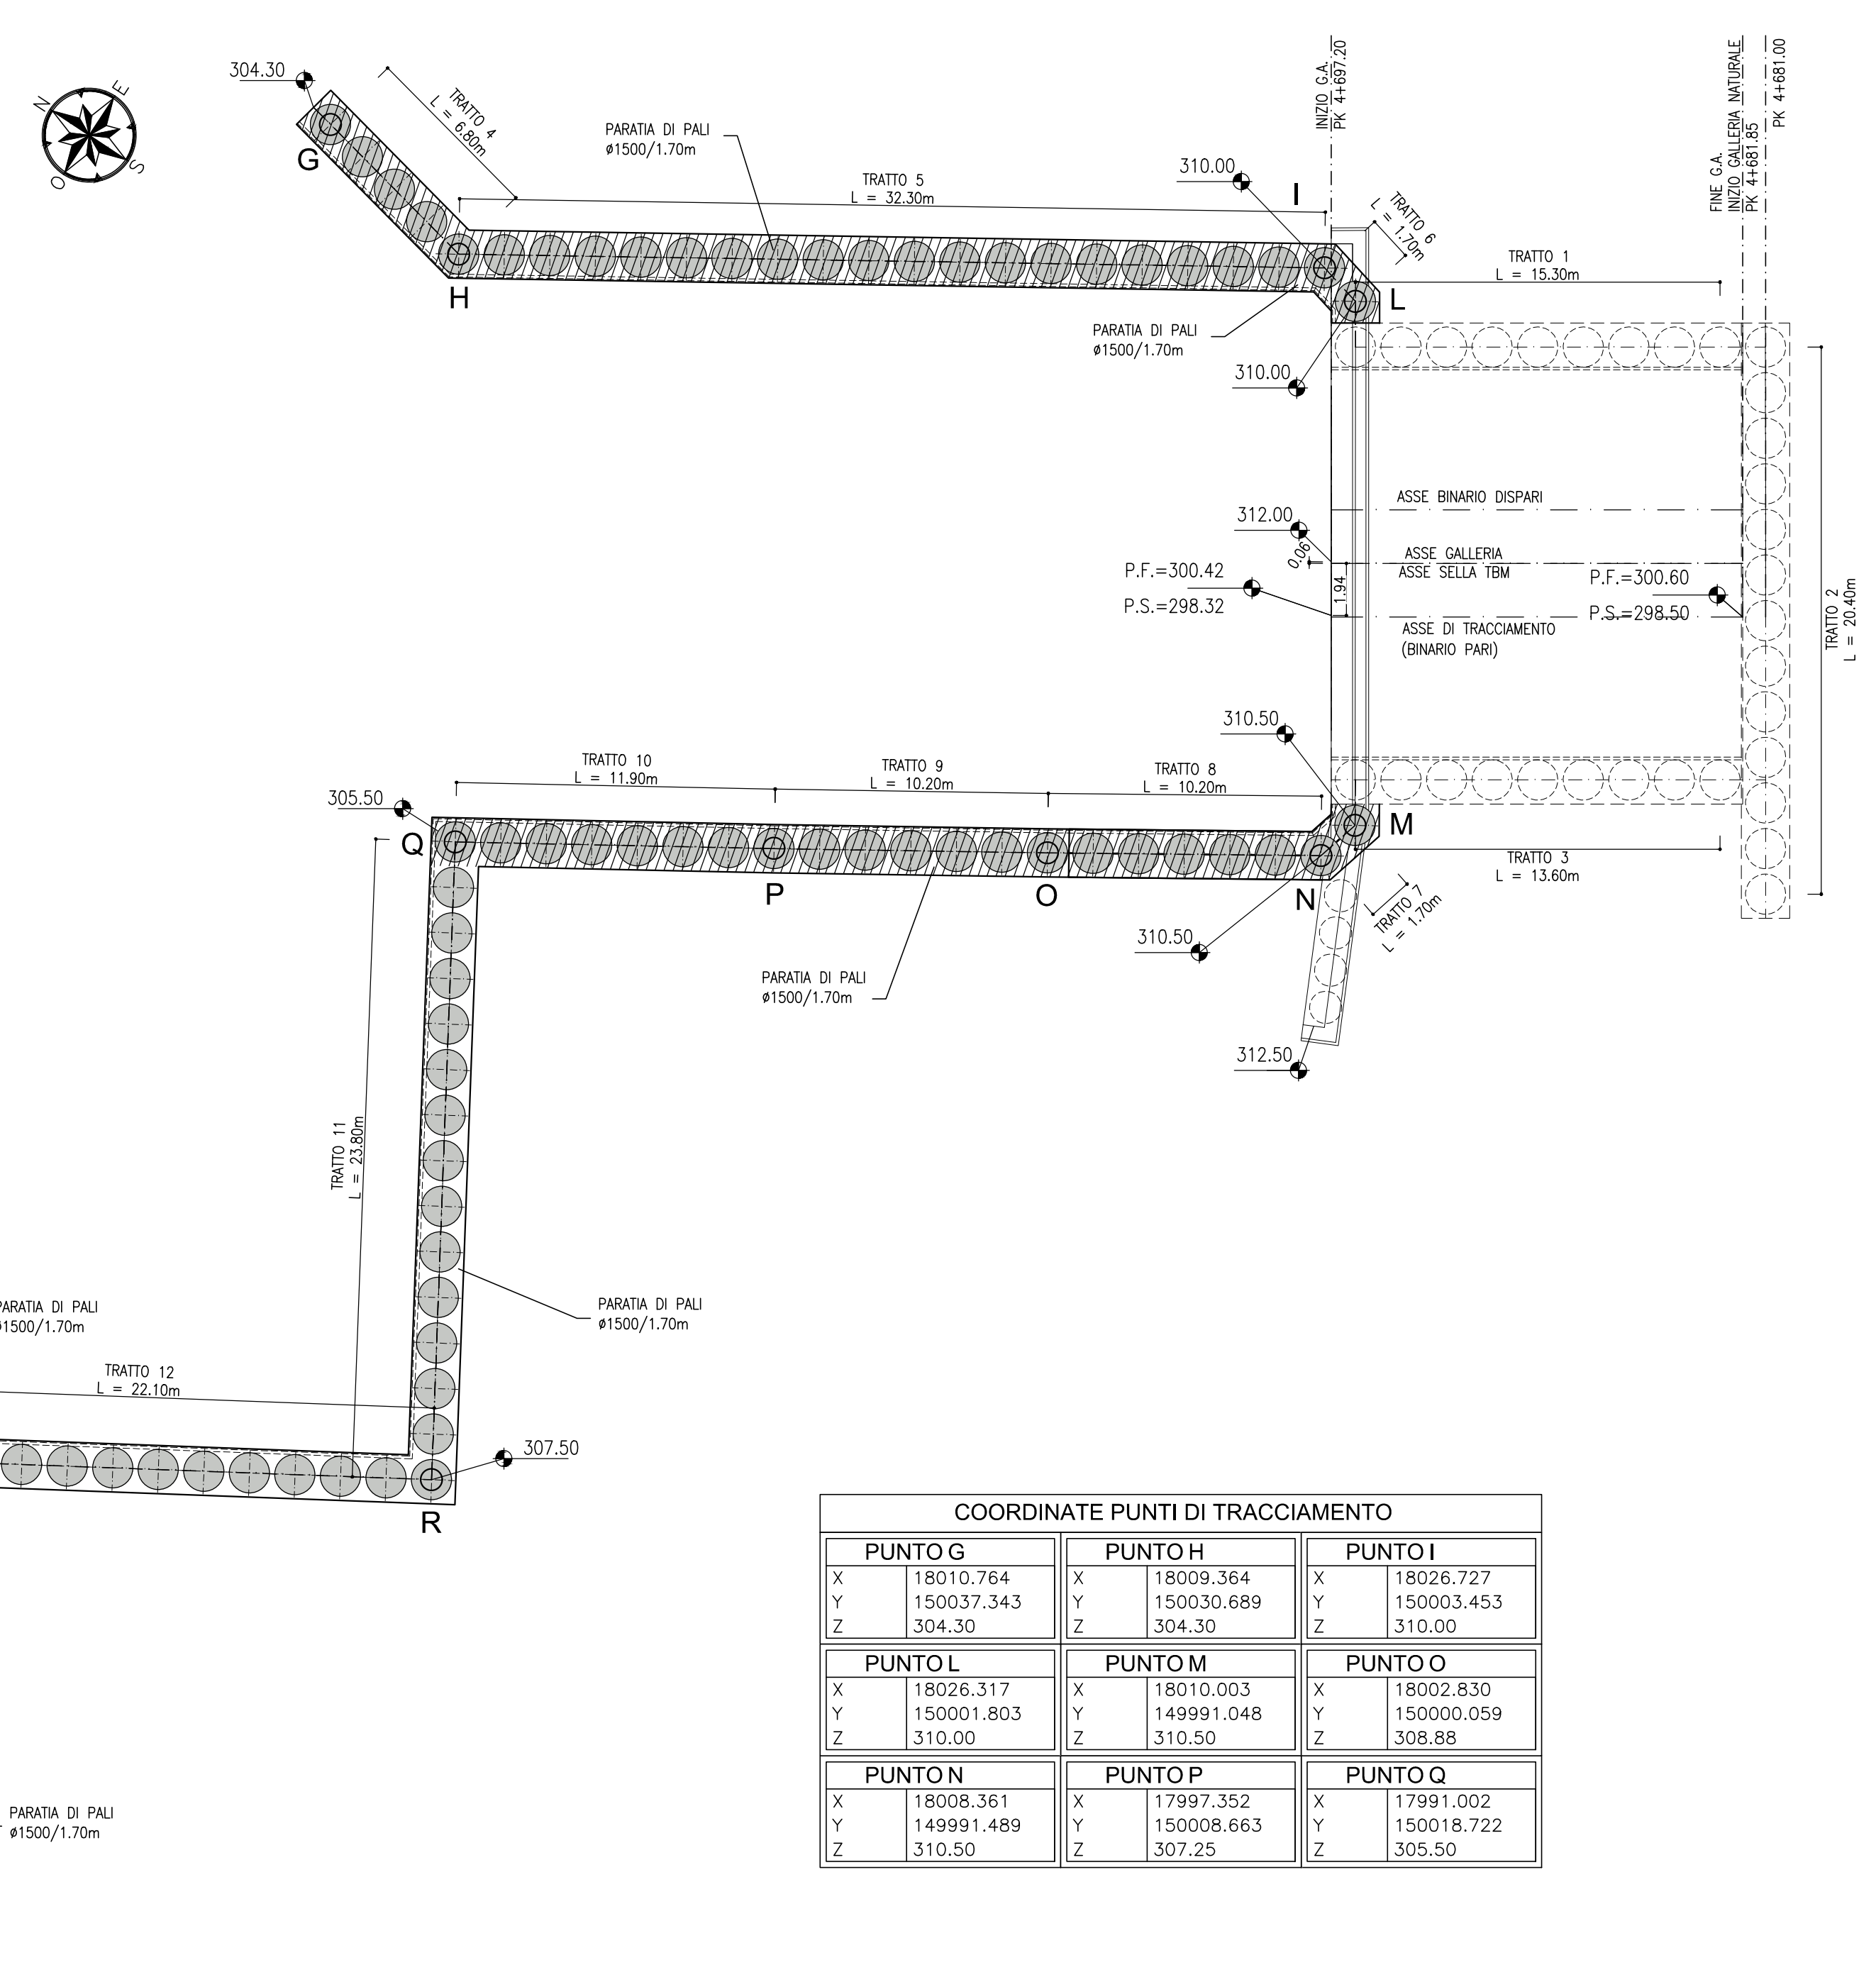 N
E
S
O
304.30
G
TRATTO 4
L = 6.80m
PARATIA DI PALI
ø1500/1.70m
TRATTO 5
L = 32.30m
310.00
I
INIZIO G.A.
PK 4+697.20
FINE G.A.
INIZIO GALLERIA NATURALE
PK 4+681.85
PK 4+681.00
TRATTO 6
L = 1.70m
TRATTO 1
L = 15.30m
H
L
PARATIA DI PALI
ø1500/1.70m
310.00
ASSE BINARIO DISPARI
312.00
0.06
ASSE GALLERIA
ASSE SELLA TBM
P.F.=300.42
P.S.=298.32
1.94
P.F.=300.60
P.S.=298.50
ASSE DI TRACCIAMENTO
(BINARIO PARI)
TRATTO 2
L = 20.40m
310.50
TRATTO 10
L = 11.90m
TRATTO 9
L = 10.20m
TRATTO 8
L = 10.20m
305.50
Q
M
P
O
N
TRATTO 3
L = 13.60m
TRATTO 7
L = 1.70m
310.50
PARATIA DI PALI
ø1500/1.70m
312.50
TRATTO 11
L = 23.80m
PARATIA DI PALI
ø1500/1.70m
PARATIA DI PALI
ø1500/1.70m
TRATTO 12
L = 22.10m
307.50
R
COORDINATE PUNTI DI TRACCIAMENTO
PUNTO G
X 18010.764
Y 150037.343
Z 304.30
PUNTO H
X 18009.364
Y 150030.689
Z 304.30
PUNTO I
X 18026.727
Y 150003.453
Z 310.00
PUNTO L
X 18026.317
Y 150001.803
Z 310.00
PUNTO M
X 18010.003
Y 149991.048
Z 310.50
PUNTO O
X 18002.830
Y 150000.059
Z 308.88
PUNTO N
X 18008.361
Y 149991.489
Z 310.50
PUNTO P
X 17997.352
Y 150008.663
Z 307.25
PUNTO Q
X 17991.002
Y 150018.722
Z 305.50
PARATIA DI PALI
ø1500/1.70m